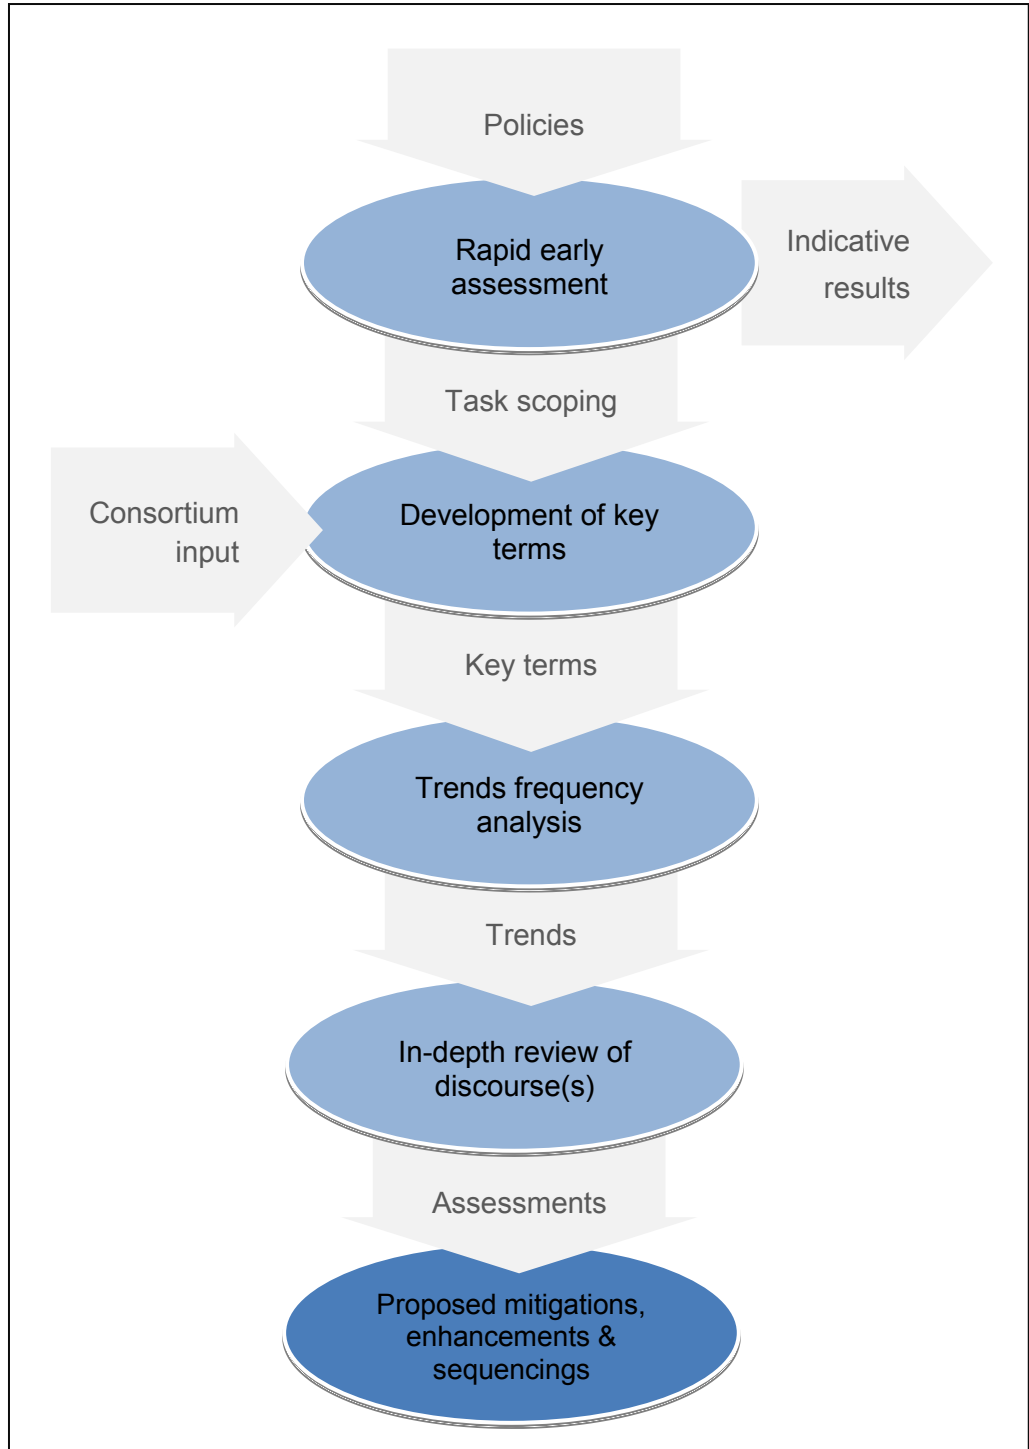 Policies
Rapid early
assessment
Indicative
results
Task scoping
Consortium
input
Development of key
terms
Key terms
Trends frequency
analysis
Trends
In-depth review of
discourse(s)
Assessments
Proposed mitigations,
enhancements &
sequencings